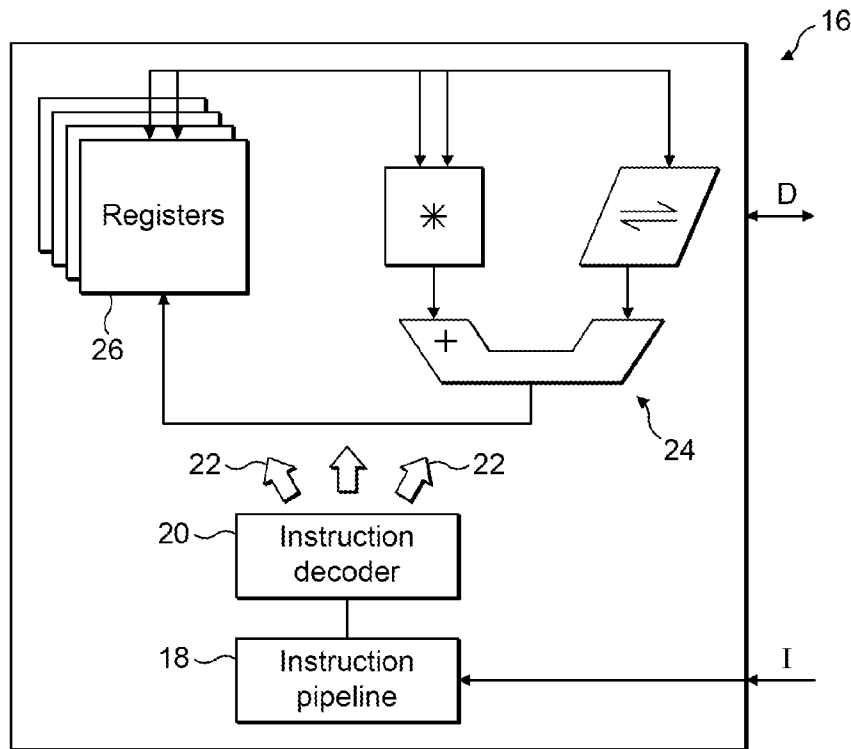 16
Registers
*
D
+
26
24
22
22
20
Instruction
decoder
18
Instruction
pipeline
I